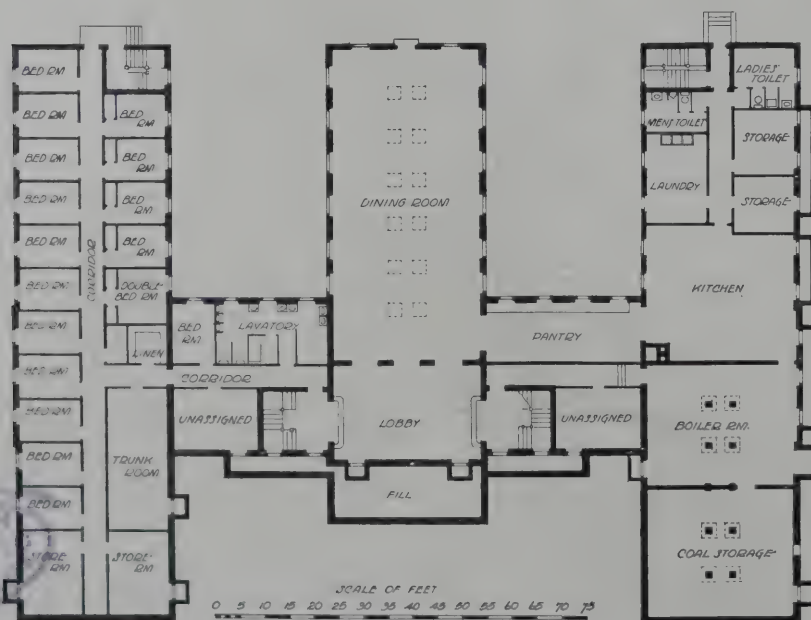 BED RM
BED RM
BED RM
BED RM
BED RM
BED RM
BED RM
BED RM
BED RM
BED RM
BED RM
STORE
RM
CORRIDOR
BED
RM
BED
RM
BED
RM
BED
RM
DOUBLE-
BED RM
LINEN
TRUNK
ROOM
STORE-
RM
BED
RM
LAVATORY
CORRIDOR
UNASSIGNED
DINING ROOM
LOBBY
FILL
PANTRY
UNASSIGNED
LADIES'
TOILET
MENS TOILET
STORAGE
LAUNDRY
STORAGE
KITCHEN
BOILER RM.
COAL STORAGE
SCALE OF FEET
0 5 10 15 20 25 30 35 40 45 50 55 60 65 70 75